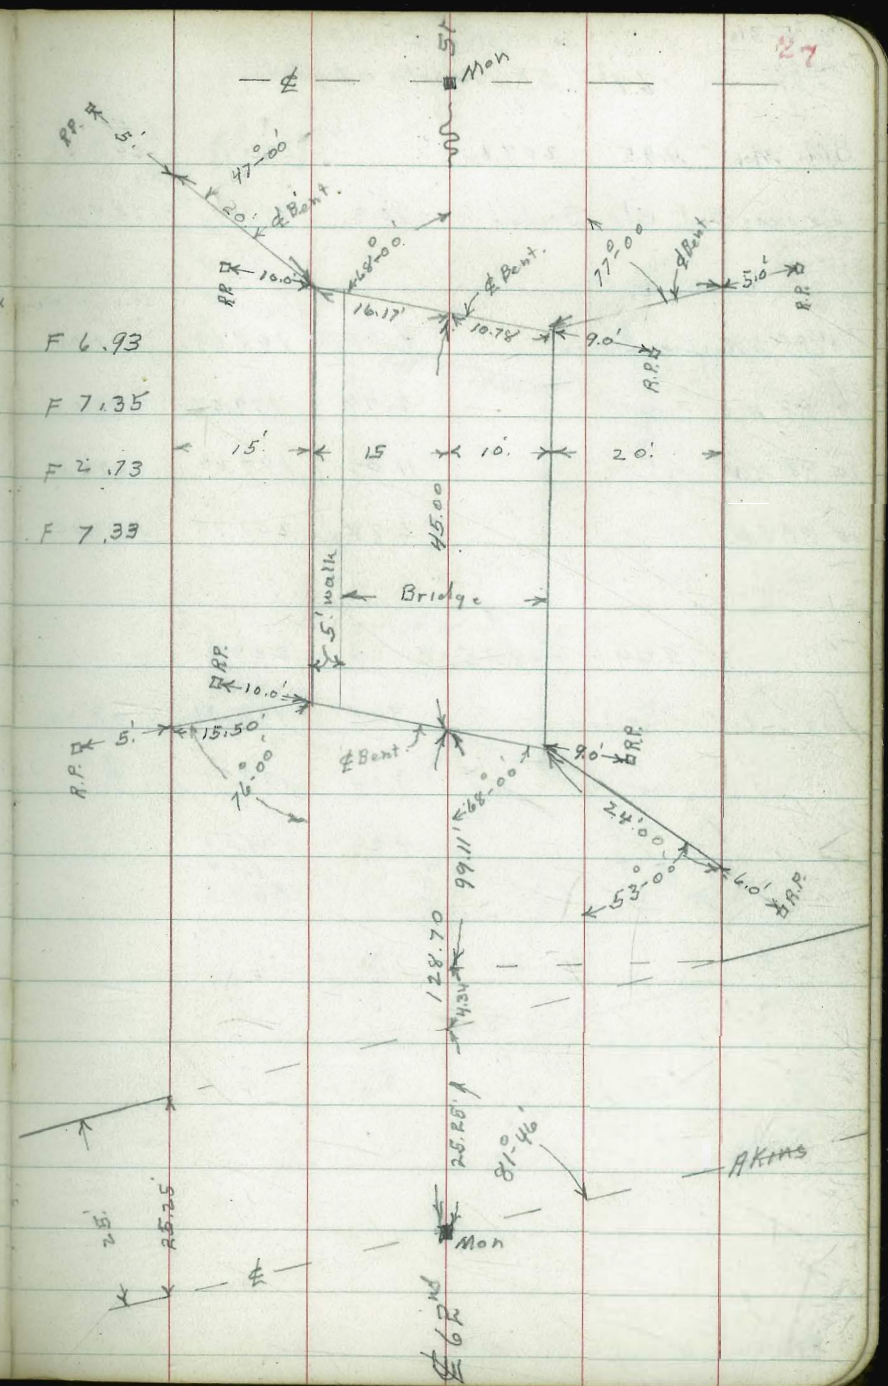 27
St
Mon
℄
R.P.
5'
47°-00'
20'
℄ Bent.
68°-00'
77°-00
℄ Bent
5.0'
R.P.
R.P.
10.0'
16.17'
℄ Bent.
10.78
9.0'
R.P.
F 6.93
F 7.35
F 2.73
F 7.33
15'
15
10'
20'
45.00
5' walk
Bridge
R.P.
10.0'
5'
R.P.
15.50'
76°-00'
℄ Bent
68°-00'
9.0'
R.P.
24.00
53°-0
6.0'
R.P.
99.11'
128.70
4.34
25.25'
81°-46'
Akins
25'
25.25'
℄
Mon
℄ 62nd